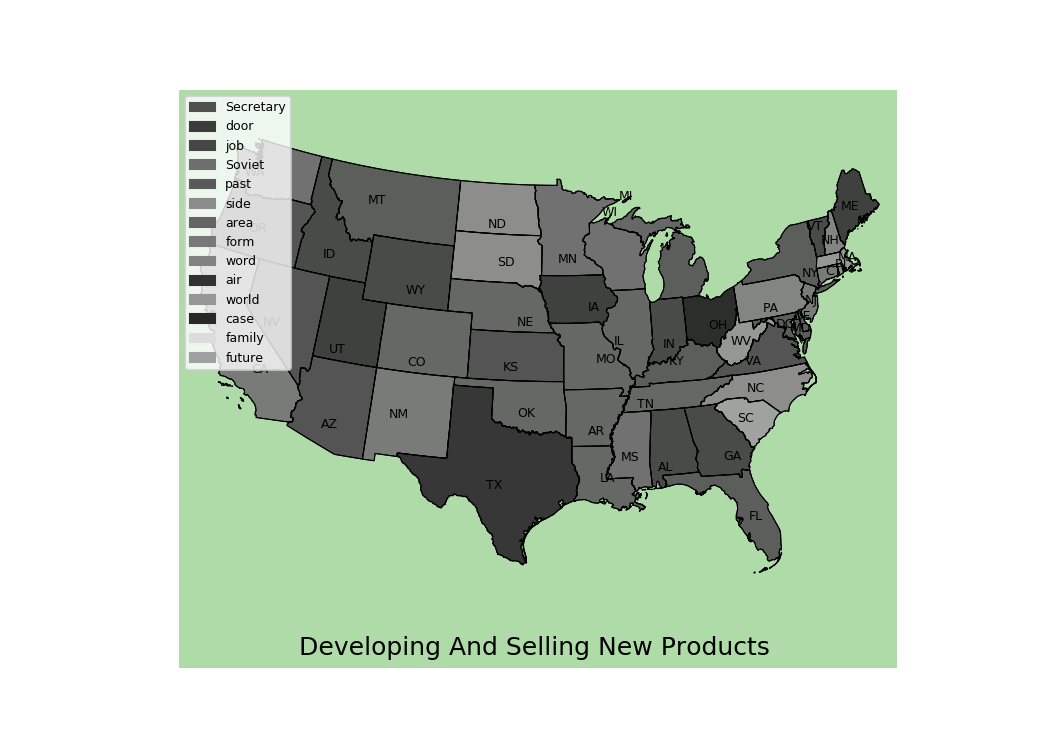 Secretary
door
job
Soviet
past
side
area
form
word
air
world
case
family
future
WA
OR
CA
NV
ID
MT
WY
UT
AZ
CO
NM
ND
SD
NE
KS
OK
TX
MN
IA
MO
AR
LA
WI
MI
MI
IL
IN
OH
KY
TN
MS
AL
GA
FL
SC
NC
VA
WV
PA
NY
VT
NH
ME
MA
RI
CT
NJ
DE
MD
DC
Developing And Selling New Products